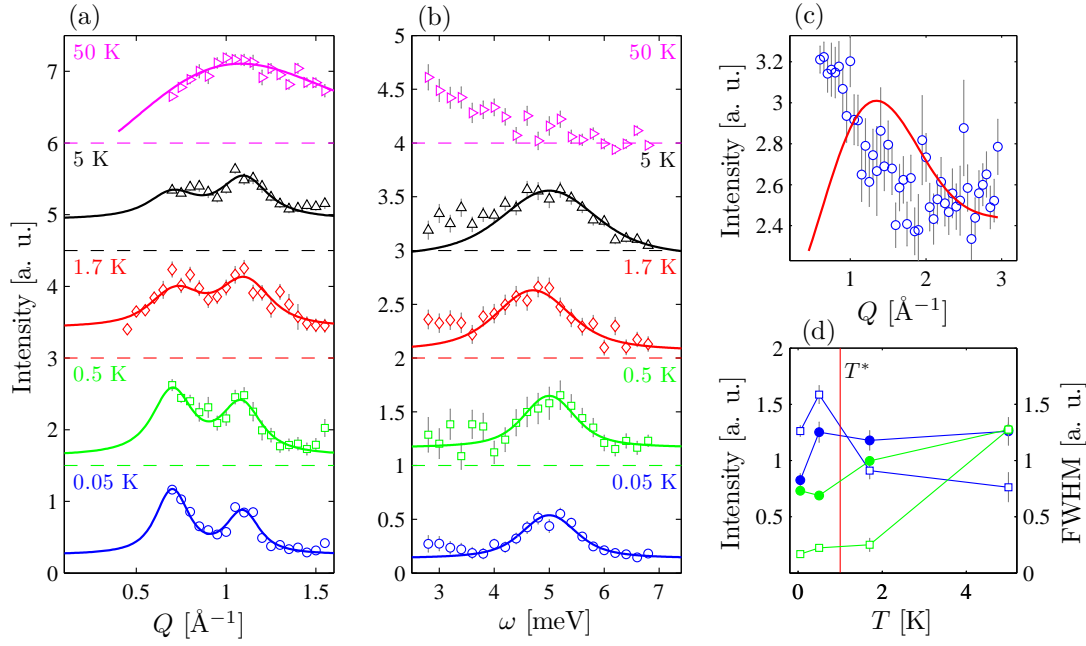 (a)
50 K
5 K
1.7 K
0.5 K
0.05 K
7
6
5
4
3
2
1
0
0.5
1
1.5
Intensity [a. u.]
Q [Å⁻¹]
(b)
50 K
5 K
1.7 K
0.5 K
0.05 K
5
4.5
4
3.5
3
2.5
2
1.5
1
0.5
0
3
4
5
6
7
ω [meV]
(c)
3.2
3
2.8
2.6
2.4
1
2
3
Intensity [a. u.]
Q [Å⁻¹]
(d)
T*
2
1.5
1
0.5
0
2
4
1.5
1
0.5
0
Intensity [a. u.]
FWHM [a. u.]
T [K]